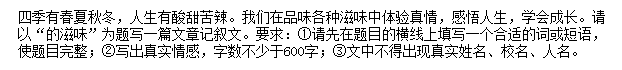 四季有春夏秋冬，人生有酸甜苦辣。我们在品味各种滋味中体验真情，感悟人生，学会成长。请
以“的滋味”为题写一篇文章记叙文。要求：①请先在题目的横线上填写一个合适的词或短语，
使题目完整；②写出真实情感，字数不少于600字；③文中不得出现真实姓名、校名、人名。